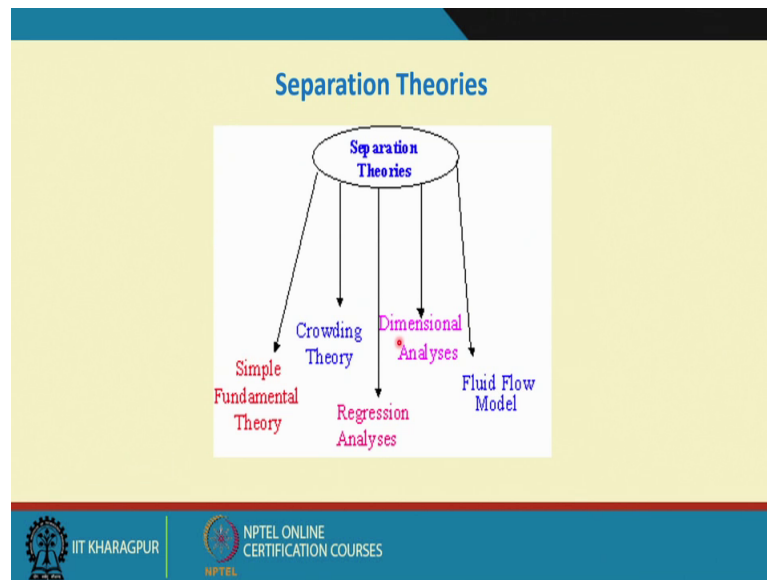 Separation Theories
Separation
Theories
Simple
Fundamental
Theory
Crowding
Theory
Regression
Analyses
Dimensional
Analyses
Fluid Flow
Model
IIT KHARAGPUR
NPTEL
NPTEL ONLINE
CERTIFICATION COURSES